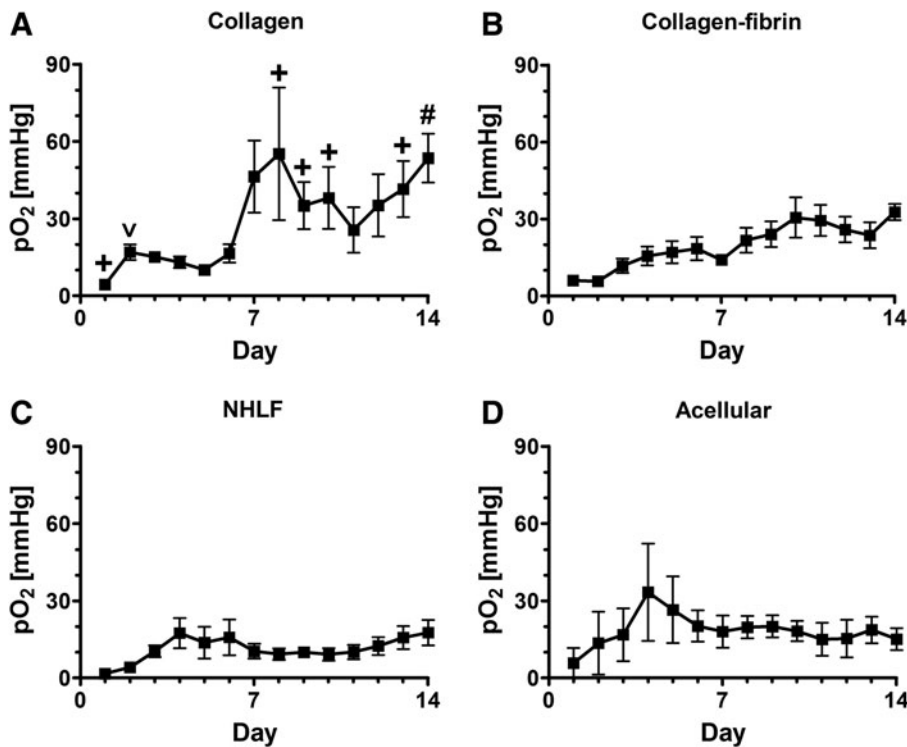 A Collagen
90
60
30
0
pO2 [mmHg]
+
v
+
+
+
+
#
0 7 14
Day
B Collagen-fibrin
90
60
30
0
pO2 [mmHg]
0 7 14
Day
C NHLF
90
60
30
0
pO2 [mmHg]
0 7 14
Day
D Acellular
90
60
30
0
pO2 [mmHg]
0 7 14
Day